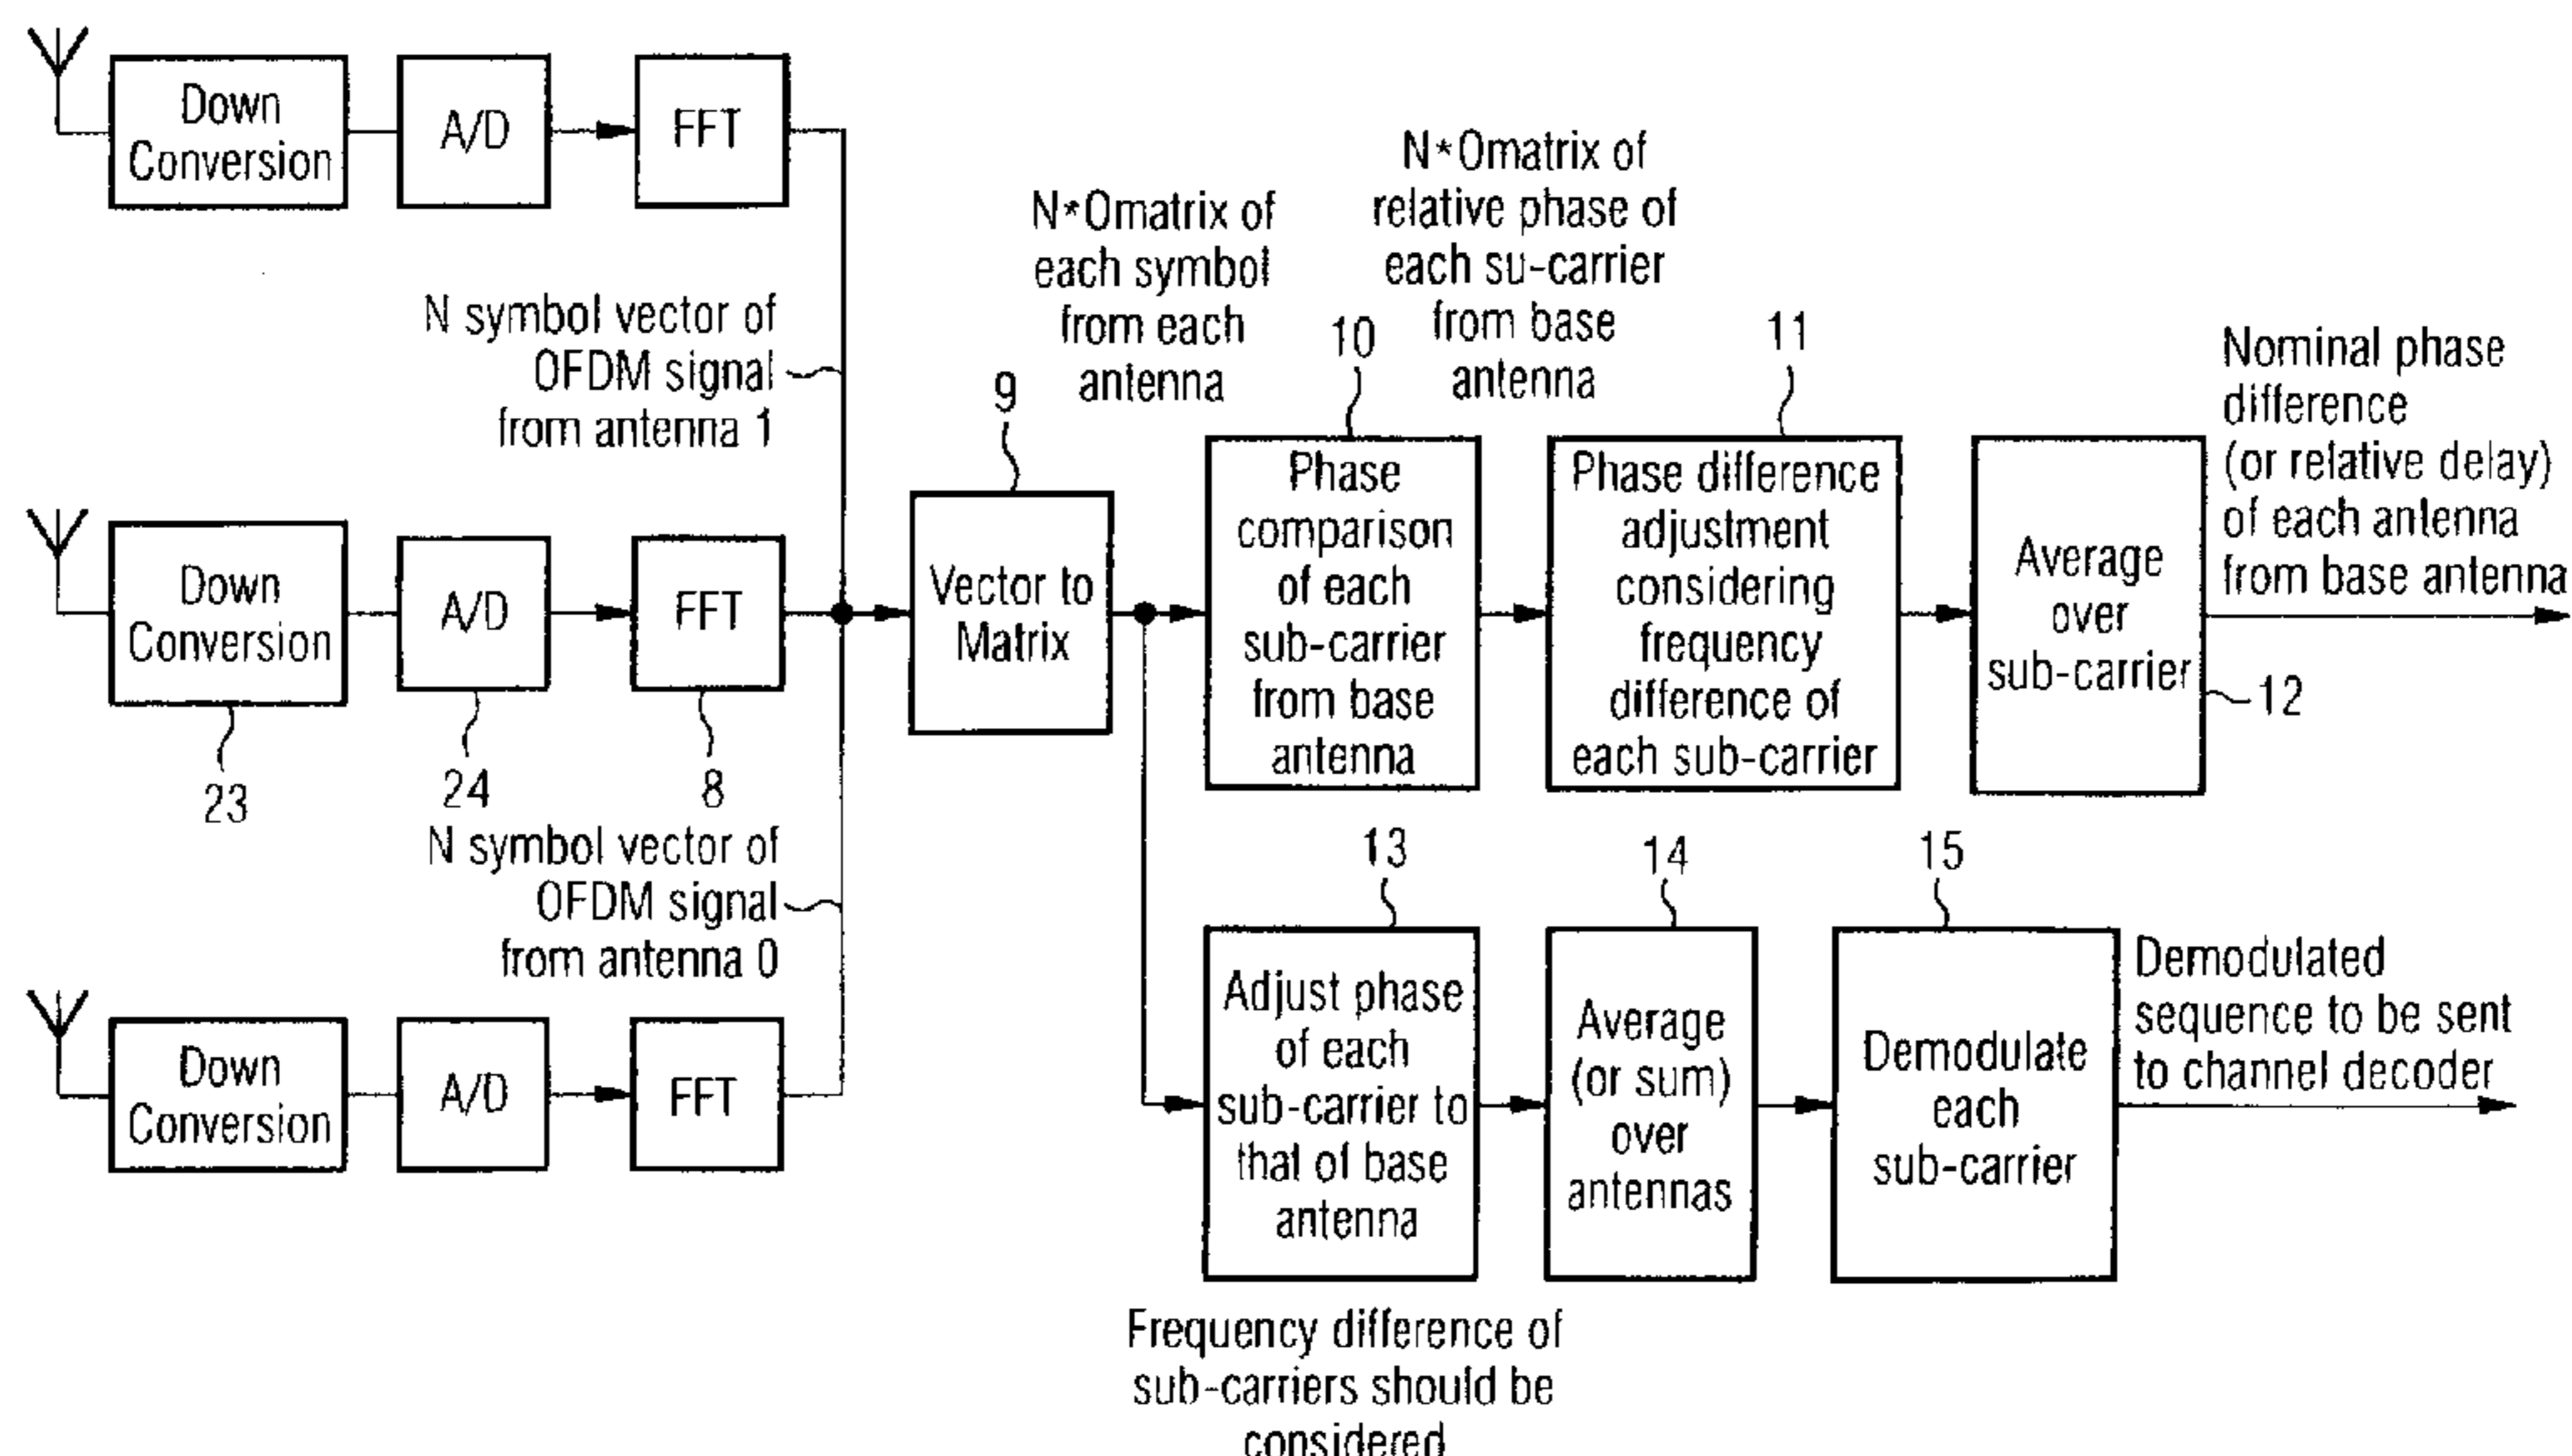 Down
Conversion
A/D
FFT
N symbol vector of
OFDM signal
from antenna 1
Down
Conversion
23
A/D
24
FFT
8
N symbol vector of
OFDM signal
from antenna 0
Down
Conversion
A/D
FFT
9
Vector to
Matrix
N*Omatrix of
each symbol
from each
antenna
10
Phase
comparison
of each
sub-carrier
from base
antenna
N*Omatrix of
relative phase of
each su-carrier
from base
antenna
11
Phase difference
adjustment
considering
frequency
difference of
each sub-carrier
Average
over
sub-carrier
12
Nominal phase
difference
(or relative delay)
of each antenna
from base antenna
13
Adjust phase
of each
sub-carrier to
that of base
antenna
Frequency difference of
sub-carriers should be
considered
14
Average
(or sum)
over
antennas
15
Demodulate
each
sub-carrier
Demodulated
sequence to be sent
to channel decoder